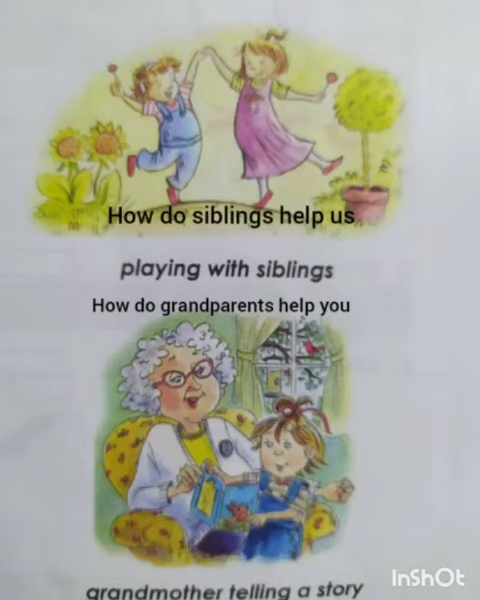 How do siblings help us
playing with siblings
How do grandparents help you
grandmother telling a story
InShOt